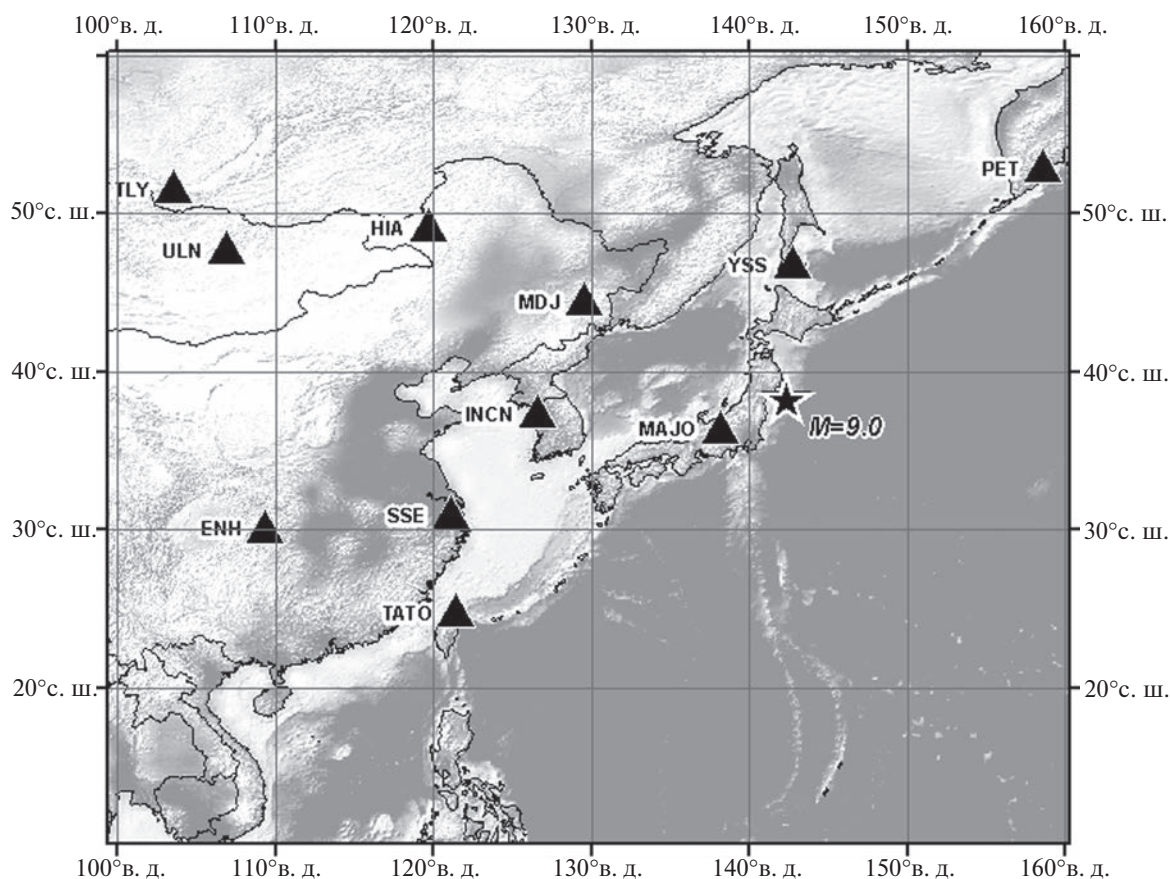 100°в. д. 110°в. д. 120°в. д. 130°в. д. 140°в. д. 150°в. д. 160°в. д.
PET
TLY
50°с. ш. 50°с. ш.
HIA
ULN
YSS
MDJ
40°с. ш. 40°с. ш.
INCN
MAJO
M=9.0
SSE
ENH
30°с. ш. 30°с. ш.
TATO
20°с. ш. 20°с. ш.
100°в. д. 110°в. д. 120°в. д. 130°в. д. 140°в. д. 150°в. д. 160°в. д.